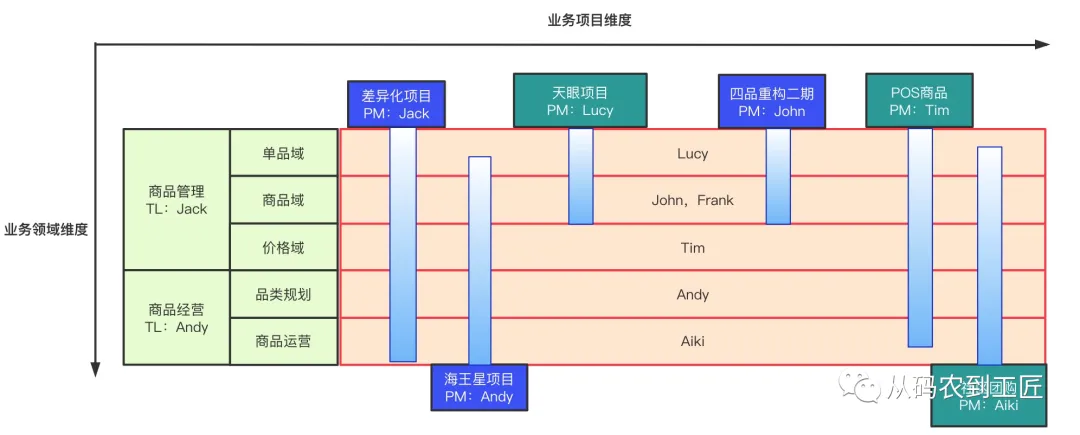 业务项目维度
差异化项目
PM：Jack
天眼项目
PM：Lucy
四品重构二期
PM：John
POS商品
PM：Tim
业务领域维度
商品管理
TL：Jack
单品域
Lucy
商品域
John，Frank
价格域
Tim
商品经营
TL：Andy
品类规划
Andy
商品运营
Aiki
海王星项目
PM：Andy
团购
PM：Aiki
从码农到工匠